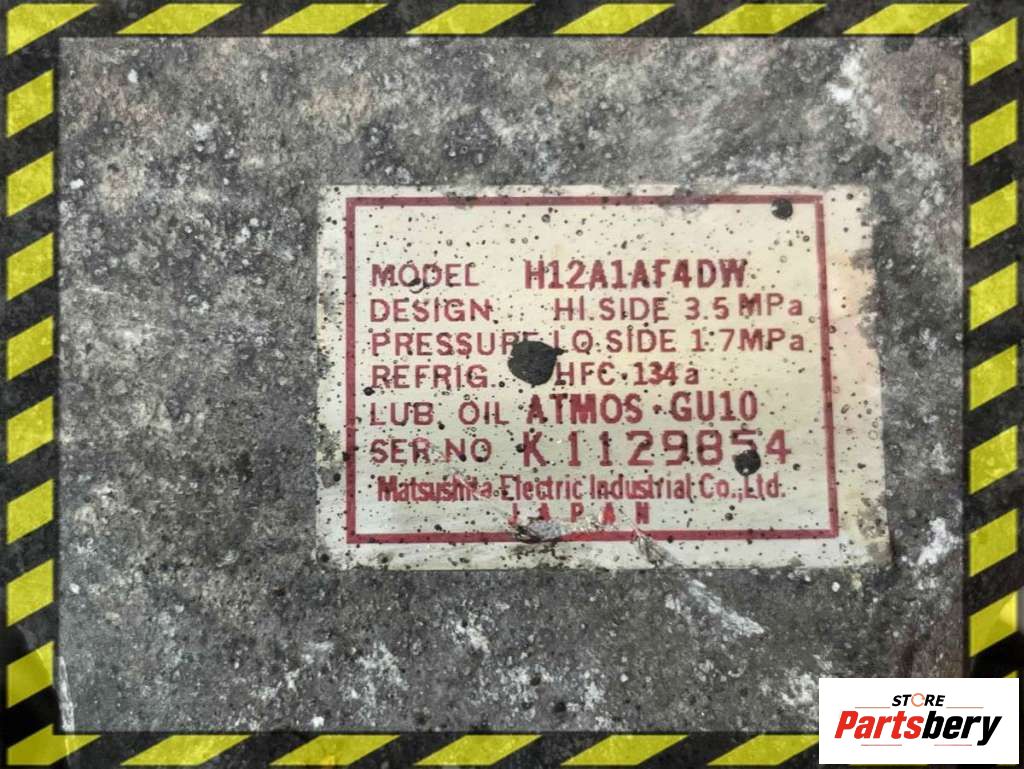 MODEL H12A1AF4DW
DESIGN HI.SIDE 3.5 MPa
PRESSURE LO.SIDE 1.7MPa
REFRIG. HFC-134a
LUB. OIL ATMOS GU10
SER.NO K1129854
Matsushita Electric Industrial Co.,Ltd.
JAPAN
STORE
Partsbery